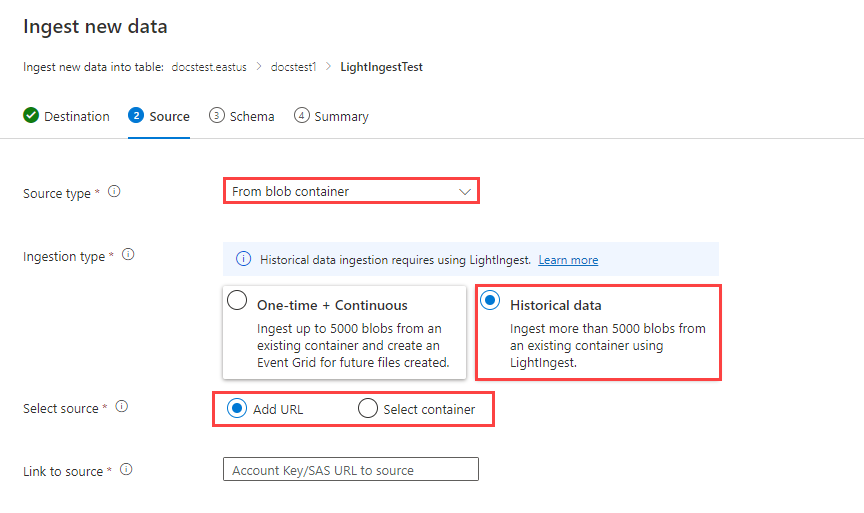 Ingest new data
Ingest new data into table: docstest.eastus > docstest1 > LightIngestTest
Destination 2 Source 3 Schema 4 Summary
Source type * From blob container
Ingestion type * Historical data ingestion requires using LightIngest. Learn more
One-time + Continuous
Ingest up to 5000 blobs from an
existing container and create an
Event Grid for future files created.
Historical data
Ingest more than 5000 blobs from
an existing container using
LightIngest.
Select source * Add URL Select container
Link to source * Account Key/SAS URL to source